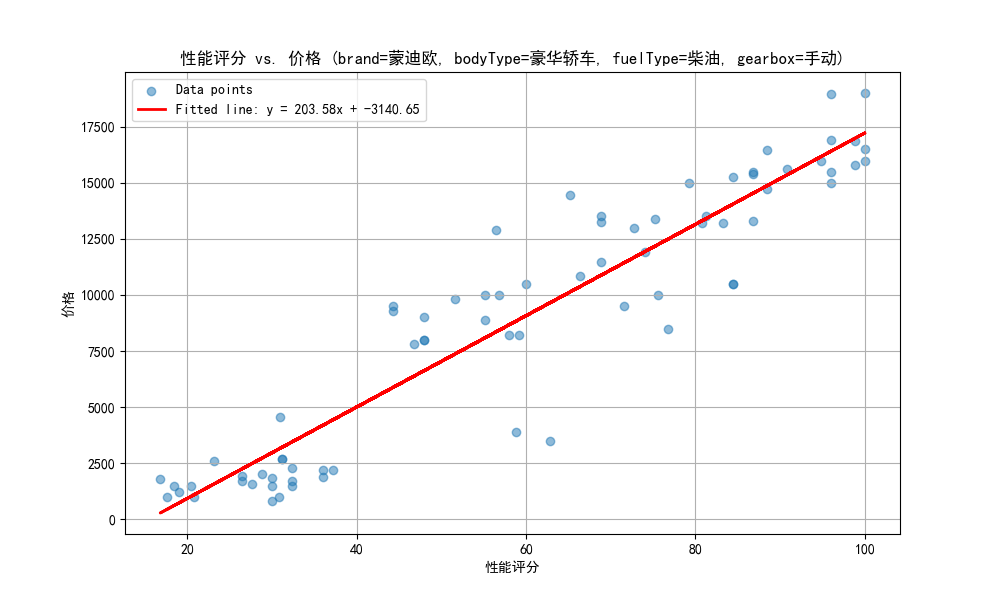 性能评分 vs. 价格 (brand=蒙迪欧, bodyType=豪华轿车, fuelType=柴油, gearbox=手动)
Data points
Fitted line: y = 203.58x + -3140.65
价格
17500
15000
12500
10000
7500
5000
2500
0
20 40 60 80 100
性能评分